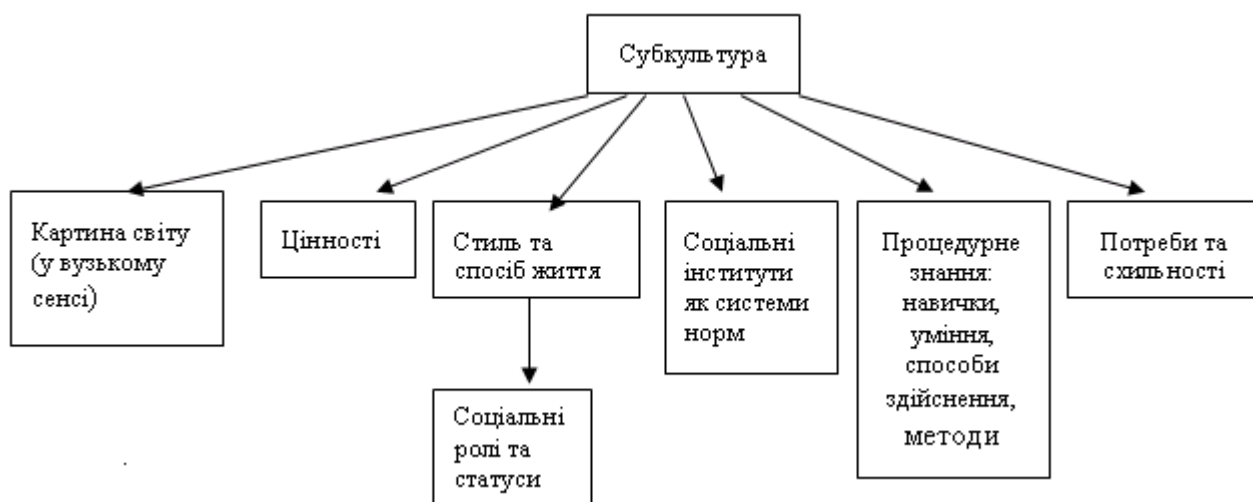 Субкультура
Картина світу
(у вузькому
сенсі)
Цінності
Стиль та
спосіб життя
Соціальні
інститути
як системи
норм
Процедурне
знання:
навички,
уміння,
способи
здійснення,
методи
Потреби та
схильності
Соціальні
ролі та
статуси